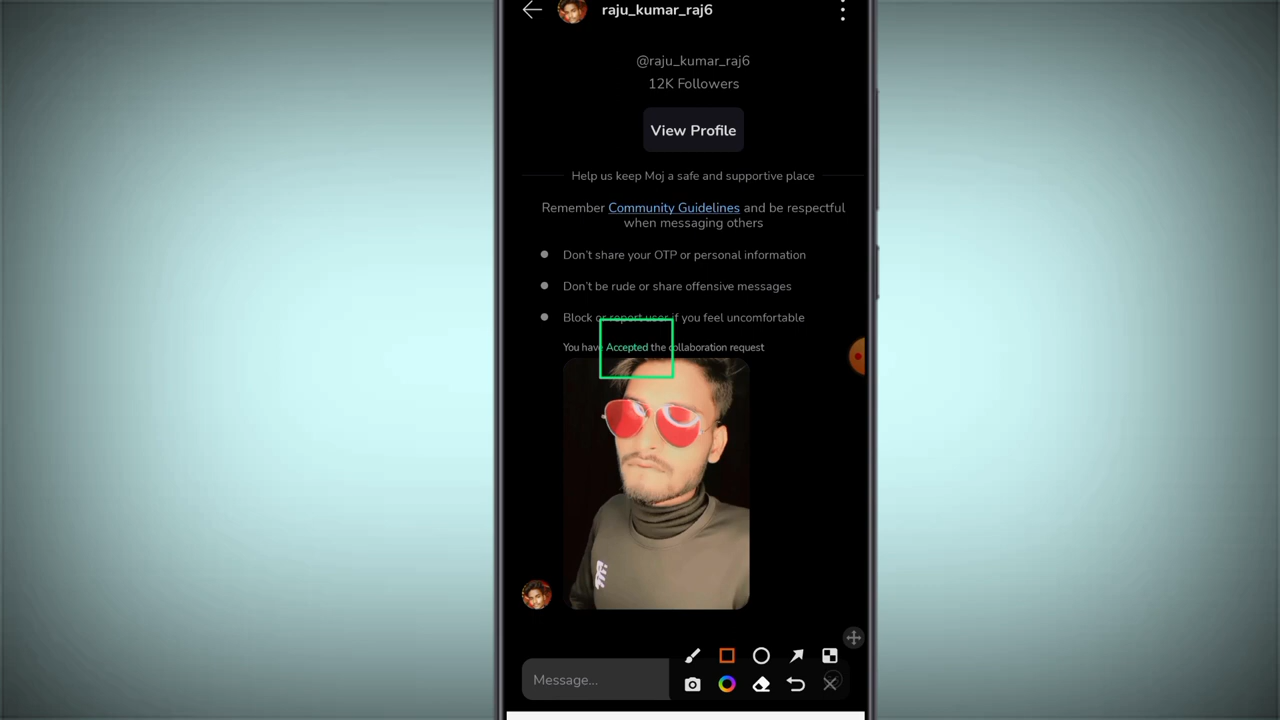 raju_kumar_raj6
@raju_kumar_raj6
12K Followers
View Profile
Help us keep Moj a safe and supportive place
Remember Community Guidelines and be respectful
when messaging others
Don't share your OTP or personal information
Don't be rude or share offensive messages
Block or report user if you feel uncomfortable
You have Accepted the collaboration request
Message...